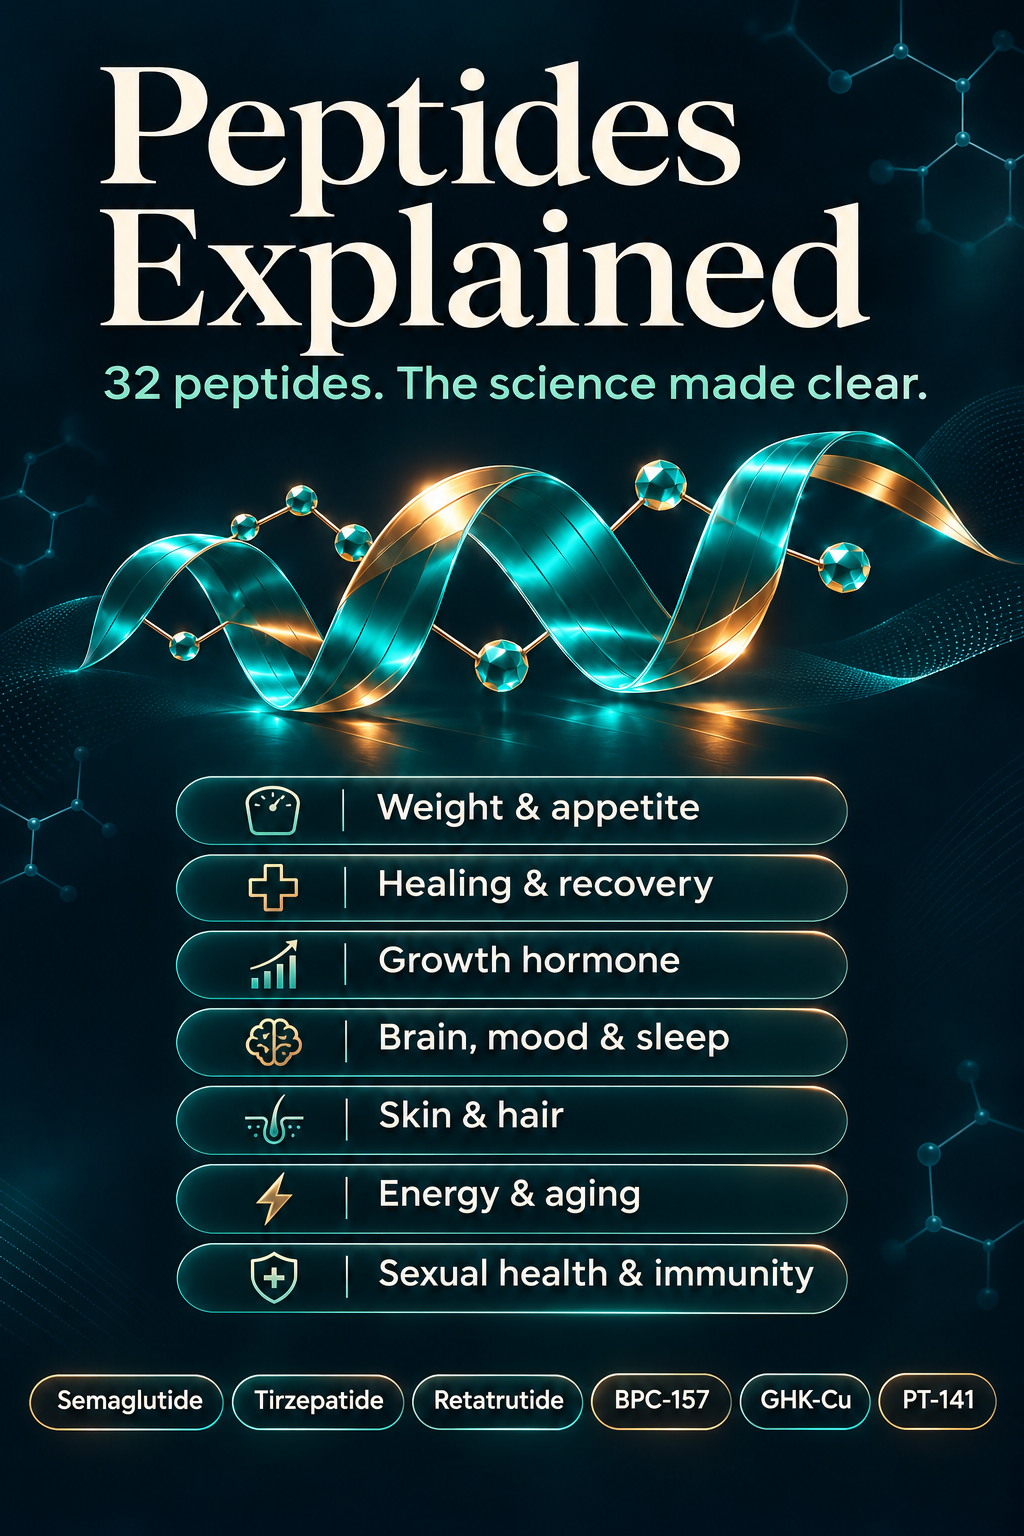 Peptides
Explained
32 peptides. The science made clear.
Weight & appetite
Healing & recovery
Growth hormone
Brain, mood & sleep
Skin & hair
Energy & aging
Sexual health & immunity
Semaglutide Tirzepatide Retatrutide BPC-157 GHK-Cu PT-141